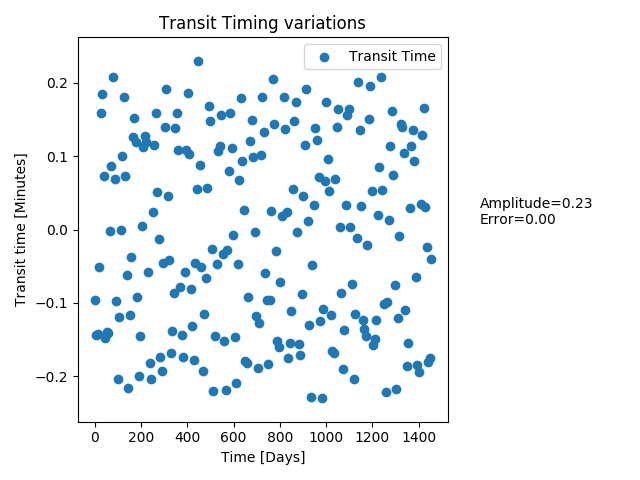 Transit Timing variations
Transit Time
0.2
0.1
0.0
−0.1
−0.2
Transit time [Minutes]
0 200 400 600 800 1000 1200 1400
Time [Days]
Amplitude=0.23
Error=0.00